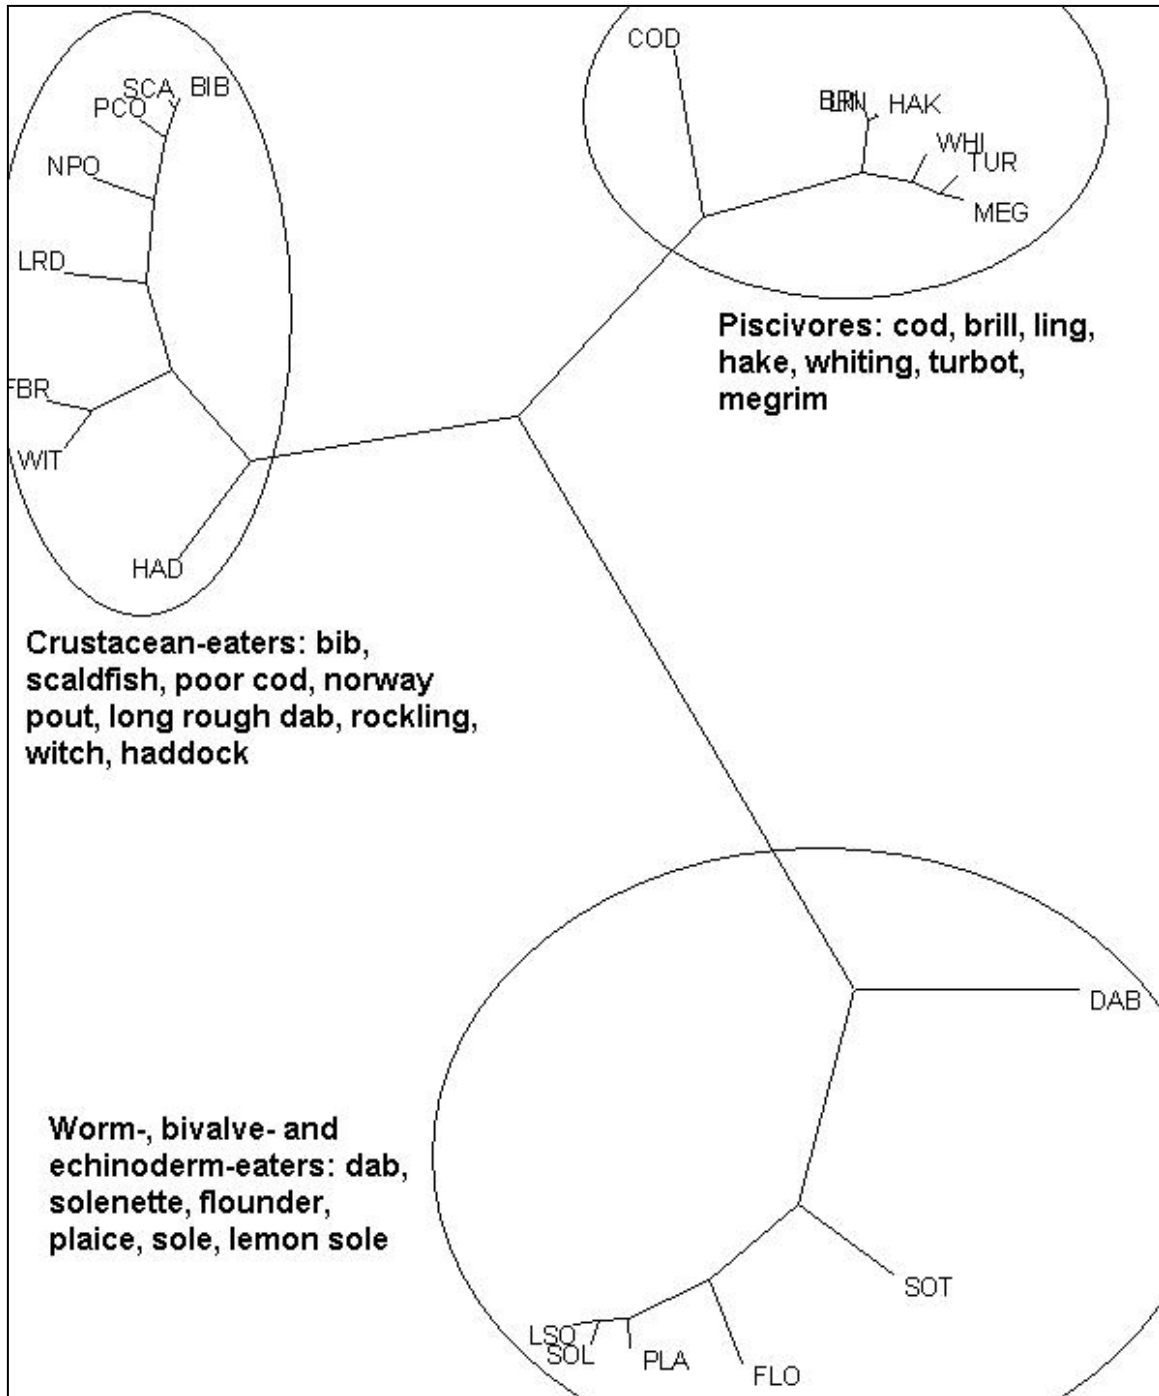 COD
SCA BIB
PCO
HAK
WHI
NPO
TUR
MEG
LRD
Piscivores: cod, brill, ling,
hake, whiting, turbot,
megrim
FBR
WIT
HAD
Crustacean-eaters: bib,
scaldfish, poor cod, norway
pout, long rough dab, rockling,
witch, haddock
DAB
Worm-, bivalve- and
echinoderm-eaters: dab,
solenette, flounder,
plaice, sole, lemon sole
SOT
LSO
SOL
PLA
FLO